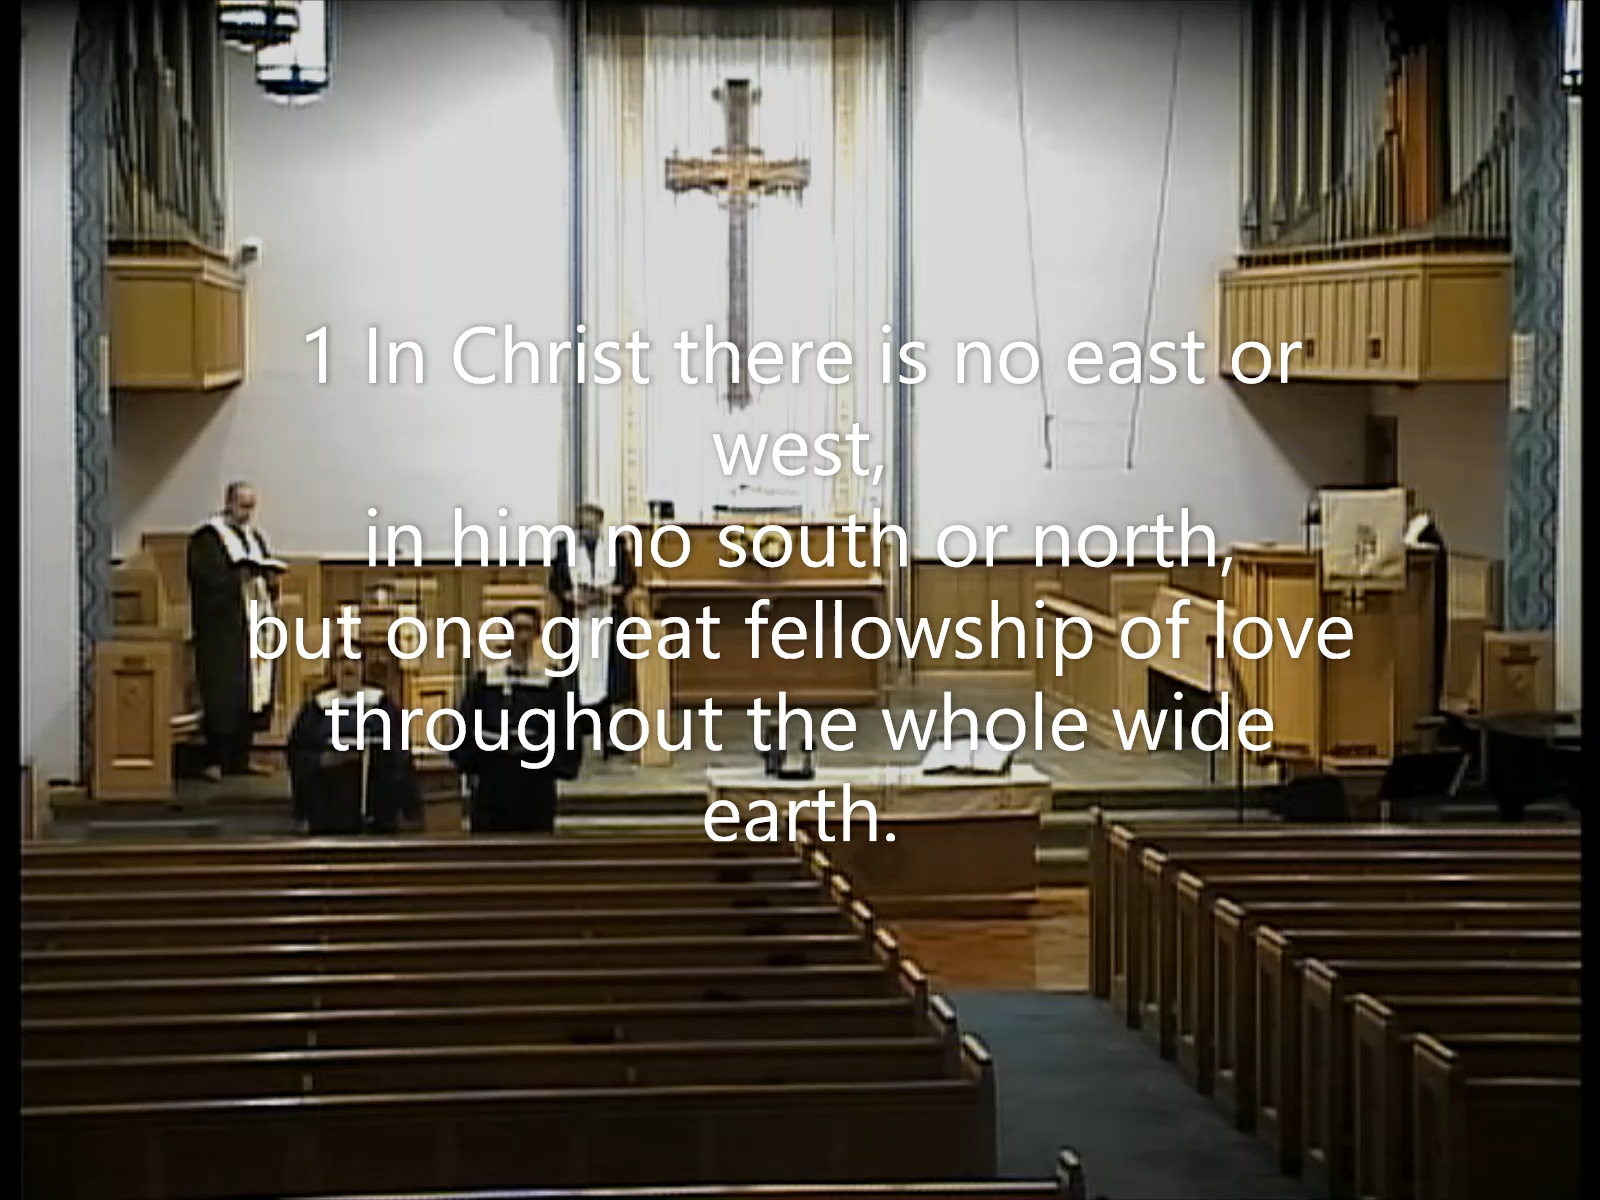 1 In Christ there is no east or
west,
in him no south or north,
but one great fellowship of love
throughout the whole wide
earth.